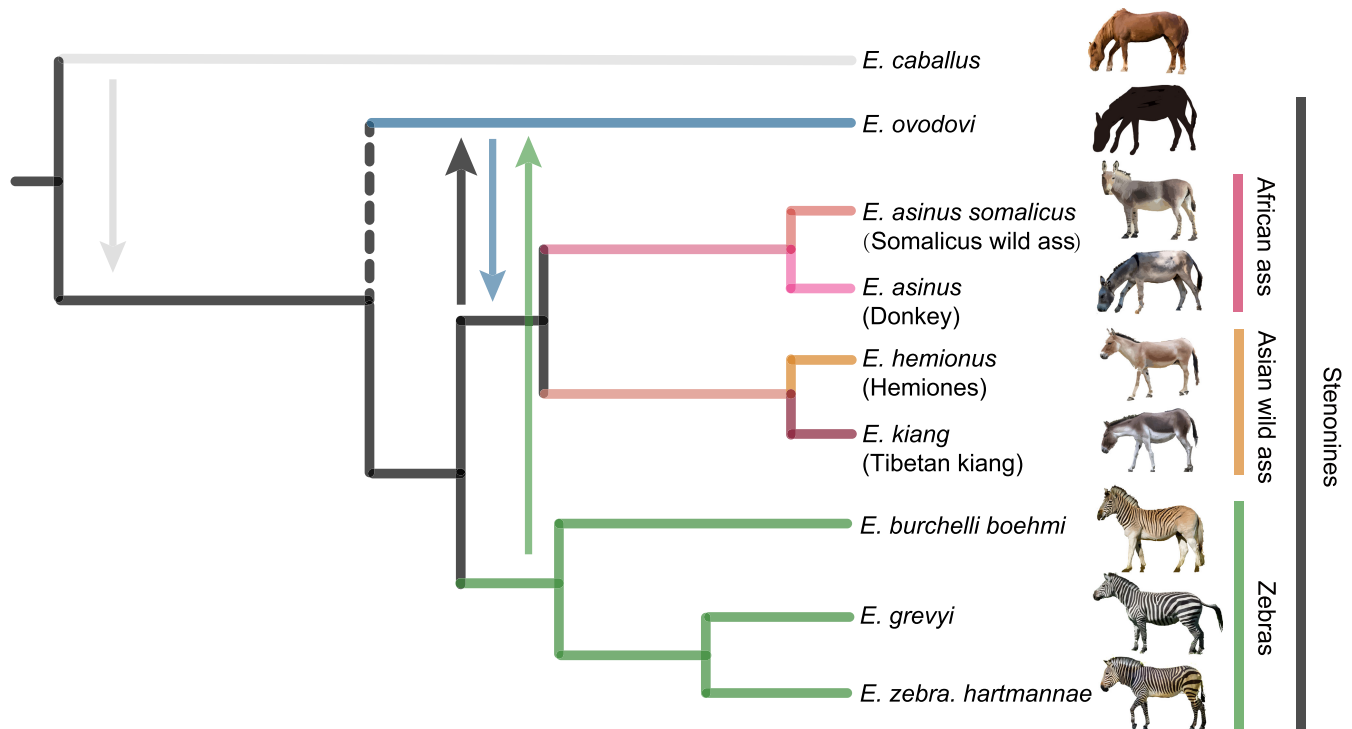 E. caballus
E. ovodovi
E. asinus somalicus
(Somalicus wild ass)
E. asinus
(Donkey)
E. hemionus
(Hemiones)
E. kiang
(Tibetan kiang)
E. burchelli boehmi
E. grevyi
E. zebra. hartmannae
African ass
Asian wild ass
Zebras
Stenonines